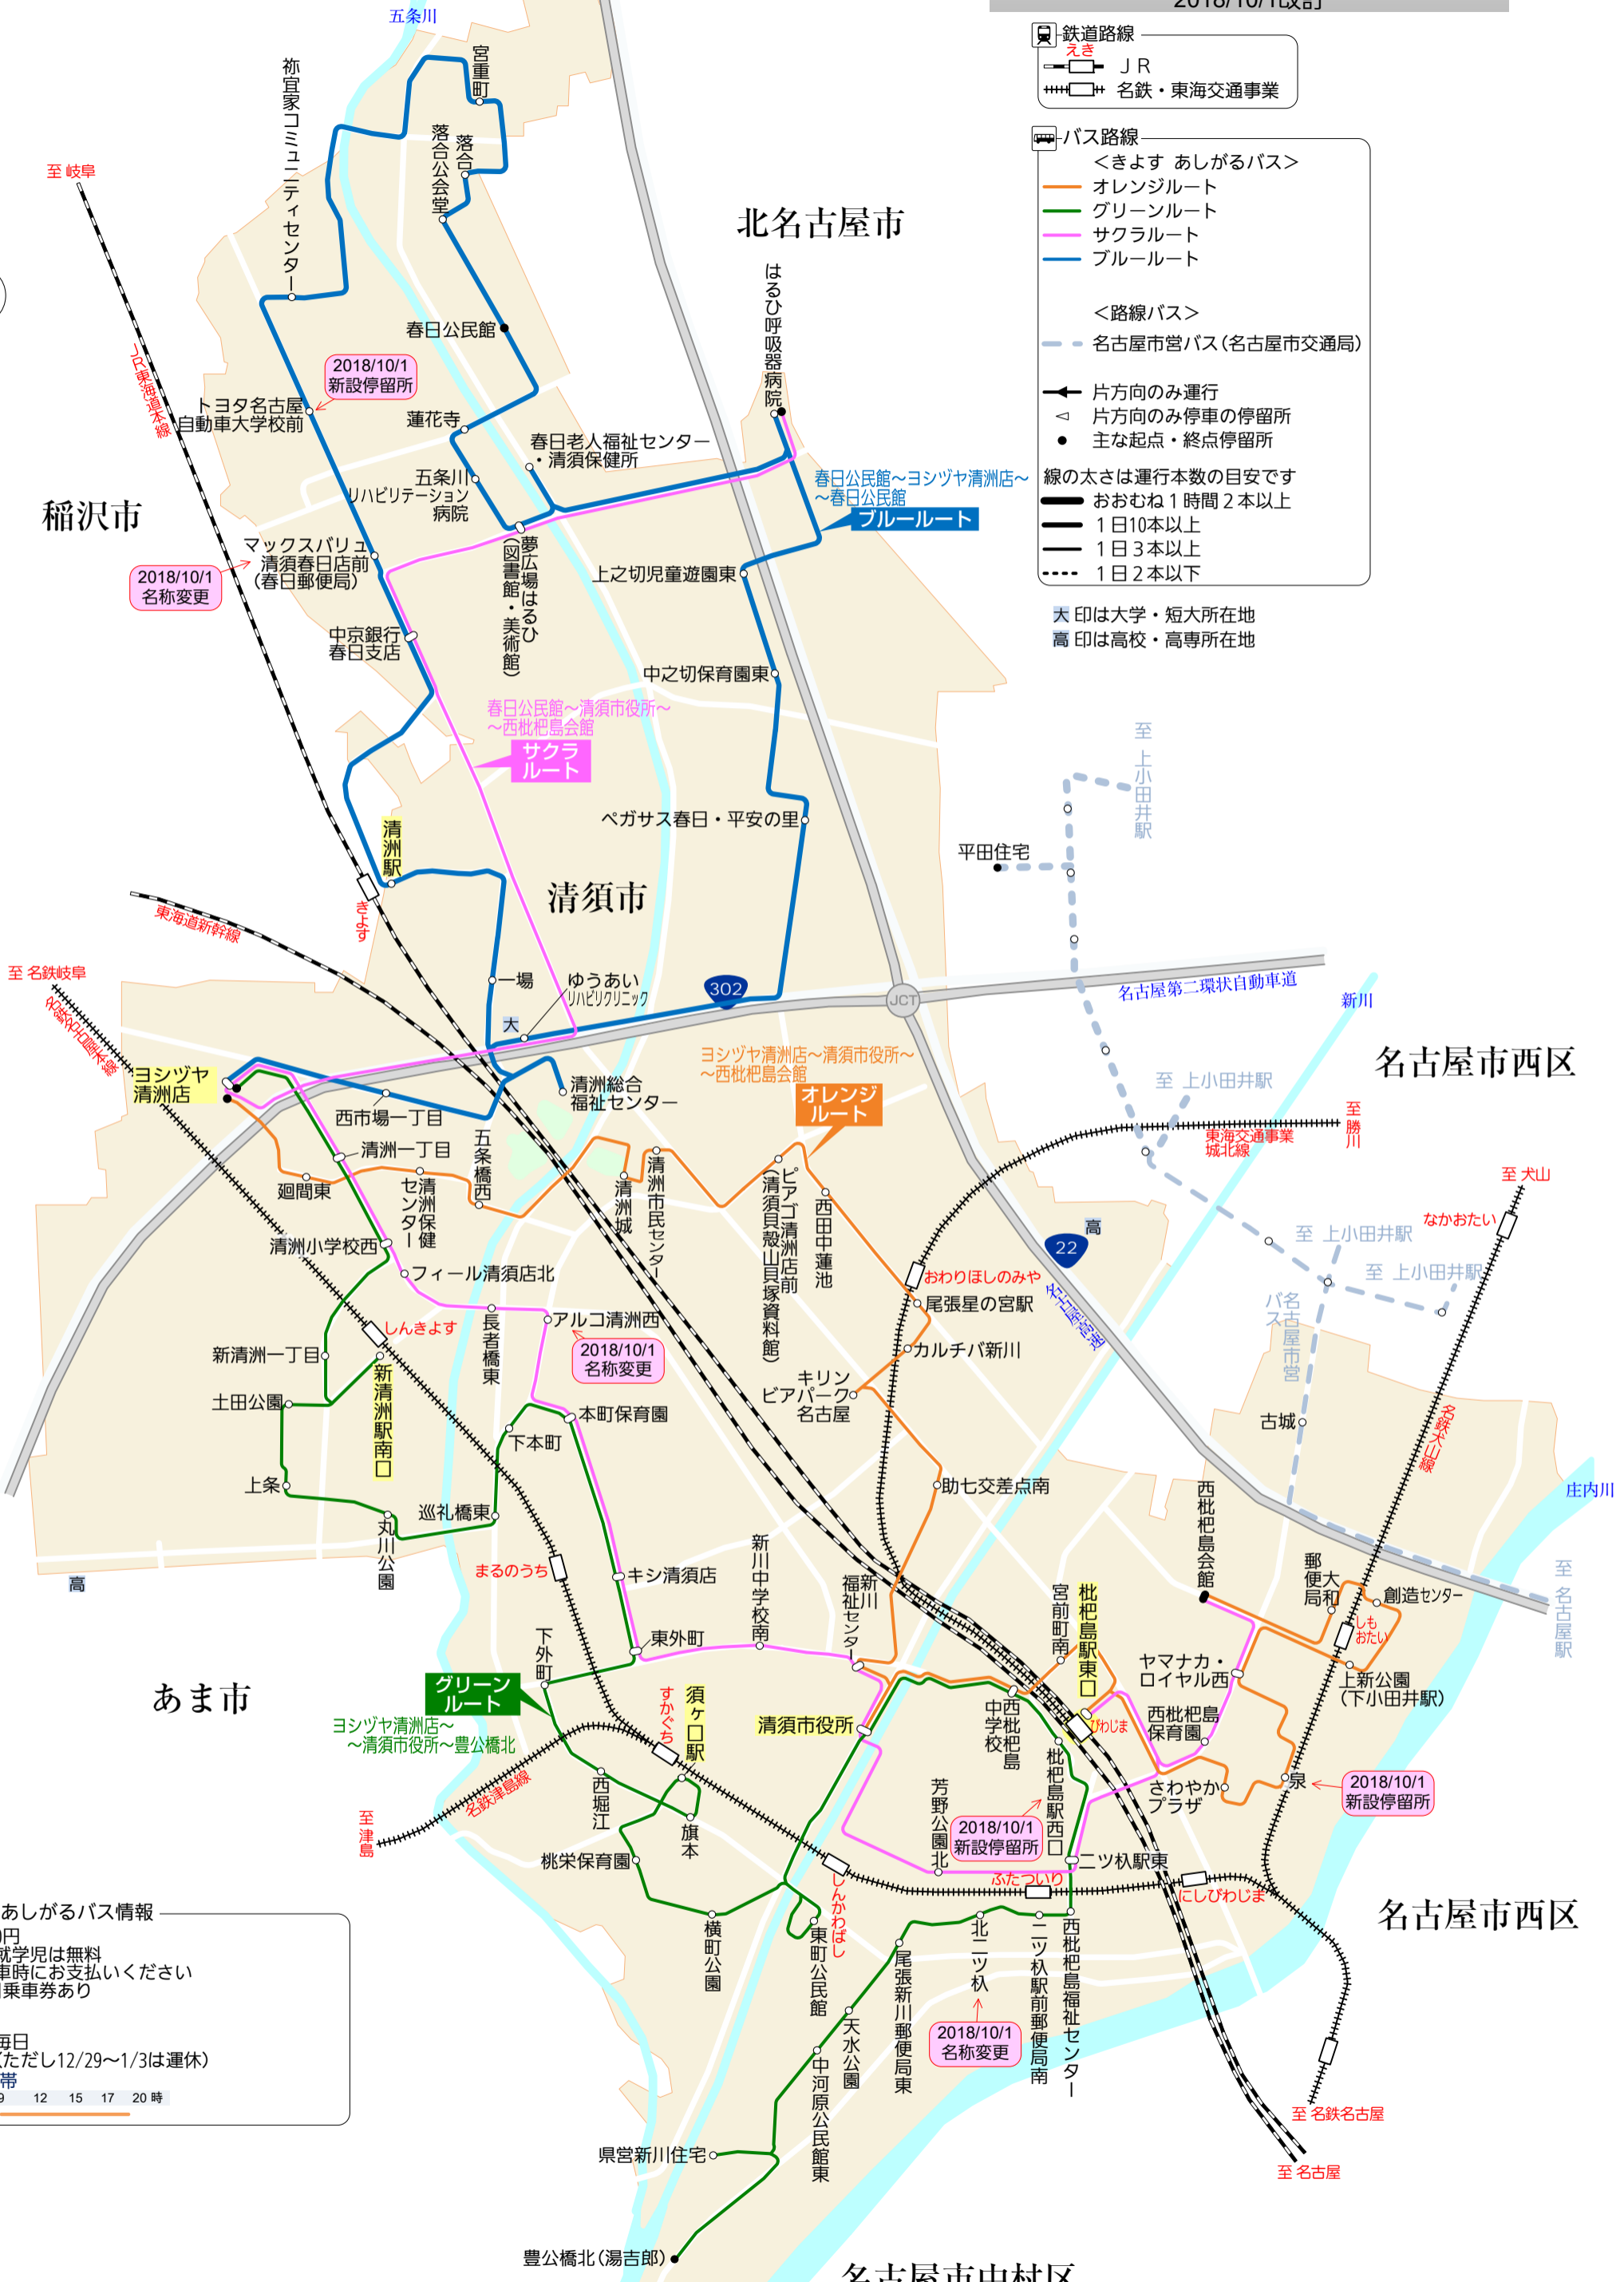 五条川
2018/10/1改訂
鉄道路線
えき
ＪＲ
名鉄・東海交通事業
バス路線
＜きよす あしがるバス＞
オレンジルート
グリーンルート
サクラルート
ブルールート
＜路線バス＞
名古屋市営バス（名古屋市交通局）
片方向のみ運行
片方向のみ停車の停留所
主な起点・終点停留所
線の太さは運行本数の目安です
おおむね１時間２本以上
１日10本以上
１日３本以上
１日２本以下
大 印は大学・短大所在地
高 印は高校・高専所在地
宮重町
祢宜家コミュニティセンター
落合公会堂
落合
至 岐阜
ＪＲ東海道本線
北名古屋市
はるひ呼吸器病院
春日公民館
2018/10/1
新設停留所
トヨタ名古屋
自動車大学校前
蓮花寺
春日老人福祉センター
・清須保健所
五条川
リハビリテーション
病院
春日公民館～ヨシヅヤ清洲店～
～春日公民館
ブルールート
稲沢市
マックスバリュ
清須春日店前
（春日郵便局）
2018/10/1
名称変更
夢広場はるひ
（図書館・美術館）
上之切児童遊園東
中京銀行
春日支店
中之切保育園東
春日公民館～清須市役所～
～西枇杷島会館
サクラ
ルート
至 上小田井駅
ペガサス春日・平安の里
清洲駅
平田住宅
清須市
きよす
東海道新幹線
至 名鉄岐阜
名鉄名古屋本線
一場
ゆうあい
リハビリクリニック
302
JCT
名古屋第二環状自動車道
新川
大
ヨシヅヤ
清洲店
ヨシヅヤ清洲店～清須市役所～
～西枇杷島会館
オレンジ
ルート
名古屋市西区
至 上小田井駅
清洲総合
福祉センター
西市場一丁目
至 勝川
東海交通事業
城北線
清洲一丁目
五条橋西
廻間東
清洲保健
センター
清洲城
清洲市民センター
ピアゴ清洲店前
（清須貝殻山貝塚資料館）
西田中蓮池
至 犬山
なかおたい
高
22
至 上小田井駅
清洲小学校西
フィール清須店北
おわりほしのみや
至 上小田井駅
名古屋高速
名古屋市営
バス
尾張星の宮駅
しんきよす
長者橋東
アルコ清洲西
2018/10/1
名称変更
新清洲一丁目
新清洲駅南口
カルチバ新川
キリン
ビアパーク
名古屋
土田公園
下本町
本町保育園
古城
名鉄犬山線
上条
助七交差点南
西枇杷島会館
庄内川
丸川公園
巡礼橋東
まるのうち
キシ清須店
新川中学校南
新川
福祉センター
宮前町南
枇杷島駅東口
大和
郵便局
創造センター
至 名古屋駅
高
しも
おたい
下外町
東外町
ヤマナカ・
ロイヤル西
上新公園
（下小田井駅）
あま市
グリーン
ルート
ヨシヅヤ清洲店～
～清須市役所～豊公橋北
すかぐち
須ヶ口駅
清須市役所
西枇杷島
中学校
びわじま
西枇杷島
保育園
名鉄津島線
至 津島
西堀江
旗本
芳野公園北
枇杷島駅西口
2018/10/1
新設停留所
さわやか
プラザ
泉
2018/10/1
新設停留所
桃栄保育園
二ツ杁駅東
しんかわばし
ふたついり
にしびわじま
名古屋市西区
横町公園
東町公民館
尾張新川郵便局東
北二ツ杁
2018/10/1
名称変更
二ツ杁駅前郵便局南
西枇杷島福祉センター
天水公園
中河原公民館東
あしがるバス情報
円
就学児は無料
車時にお支払いください
乗車券あり
毎日
（ただし12/29～1/3は運休）
帯
9 12 15 17 20 時
至 名鉄名古屋
至 名古屋
県営新川住宅
豊公橋北（湯吉郎）
名古屋市中村区